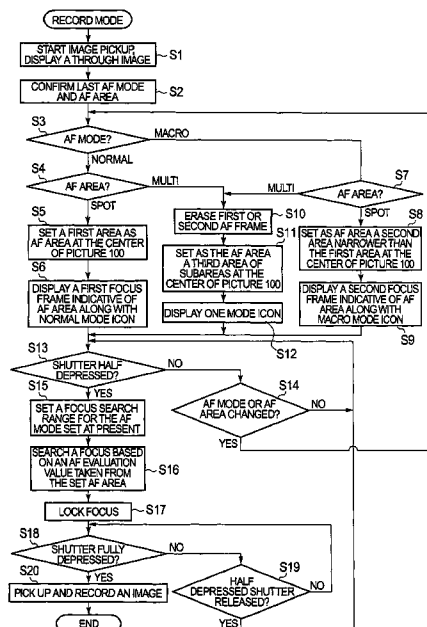 RECORD MODE
START IMAGE PICKUP,
DISPLAY A THROUGH IMAGE
S1
CONFIRM LAST AF MODE
AND AF AREA
S2
S3
AF MODE?
MACRO
NORMAL
S4
AF AREA?
MULTI
SPOT
S7
AF AREA?
MULTI
SPOT
S5
SET A FIRST AREA AS
AF AREA AT THE CENTER
OF PICTURE 100
S6
DISPLAY A FIRST FOCUS
FRAME INDICATIVE OF
AF AREA ALONG WITH
NORMAL MODE ICON
ERASE FIRST OR
SECOND AF FRAME
S10
S11
SET AS THE AF AREA
A THIRD AREA OF
SUBAREAS AT THE
CENTER OF PICTURE 100
DISPLAY ONE MODE ICON
S12
S8
SET AS AF AREA A SECOND
AREA NARROWER THAN
THE FIRST AREA AT THE
CENTER OF PICTURE 100
DISPLAY A SECOND FOCUS
FRAME INDICATIVE OF
AF AREA ALONG WITH
MACRO MODE ICON
S9
S13
SHUTTER HALF
DEPRESSED?
NO
YES
S14
AF MODE OR AF
AREA CHANGED?
NO
YES
S15
SET A FOCUS SEARCH
RANGE FOR THE AF
MODE SET AT PRESENT
SEARCH A FOCUS BASED
ON AN AF EVALUATION
VALUE TAKEN FROM
THE SET AF AREA
S16
LOCK FOCUS
S17
S18
SHUTTER FULLY
DEPRESSED?
NO
YES
S19
HALF
DEPRESSED SHUTTER
RELEASED?
NO
YES
S20
PICK UP AND RECORD AN IMAGE
END